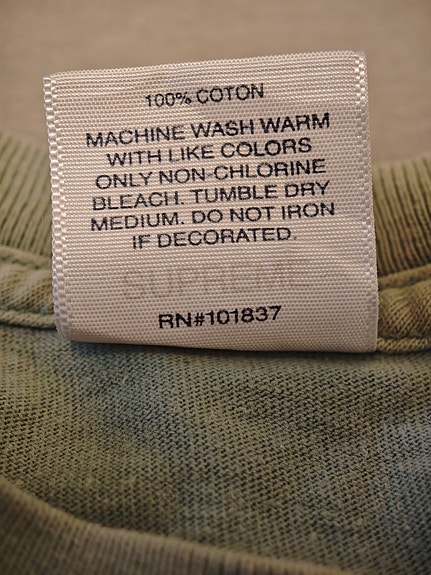 100% COTON
MACHINE WASH WARM
WITH LIKE COLORS
ONLY NON-CHLORINE
BLEACH. TUMBLE DRY
MEDIUM. DO NOT IRON
IF DECORATED.
SUPREME
RN#101837